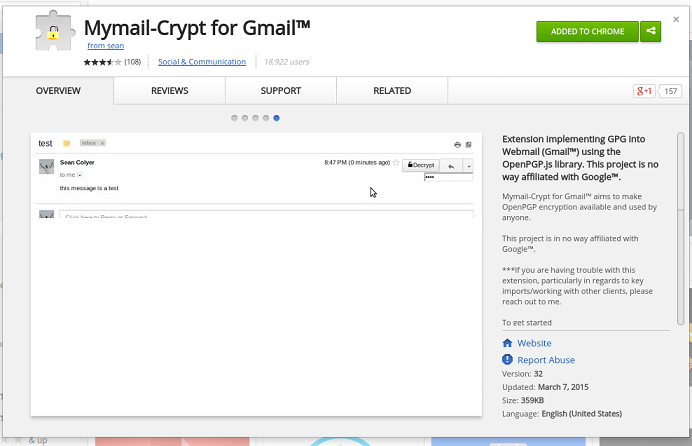 Mymail-Crypt for Gmail™
from sean
(108) Social & Communication 18,922 users
ADDED TO CHROME
OVERVIEW REVIEWS SUPPORT RELATED
g+1 157
test Inbox x
Sean Colyer 8:47 PM (0 minutes ago) Decrypt
to me
this message is a test
••••
Click here to Reply or Forward
Extension implementing GPG into
Webmail (Gmail™) using the
OpenPGP.js library. This project is no
way affiliated with Google™.
Mymail-Crypt for Gmail™ aims to make
OpenPGP encryption available and used by
anyone.
This project is in no way affiliated with
Google™.
***If you are having trouble with this
extension, particularly in regards to key
imports/working with other clients, please
reach out to me.
To get started
Website
Report Abuse
Version: 32
Updated: March 7, 2015
Size: 359KB
Language: English (United States)
& up